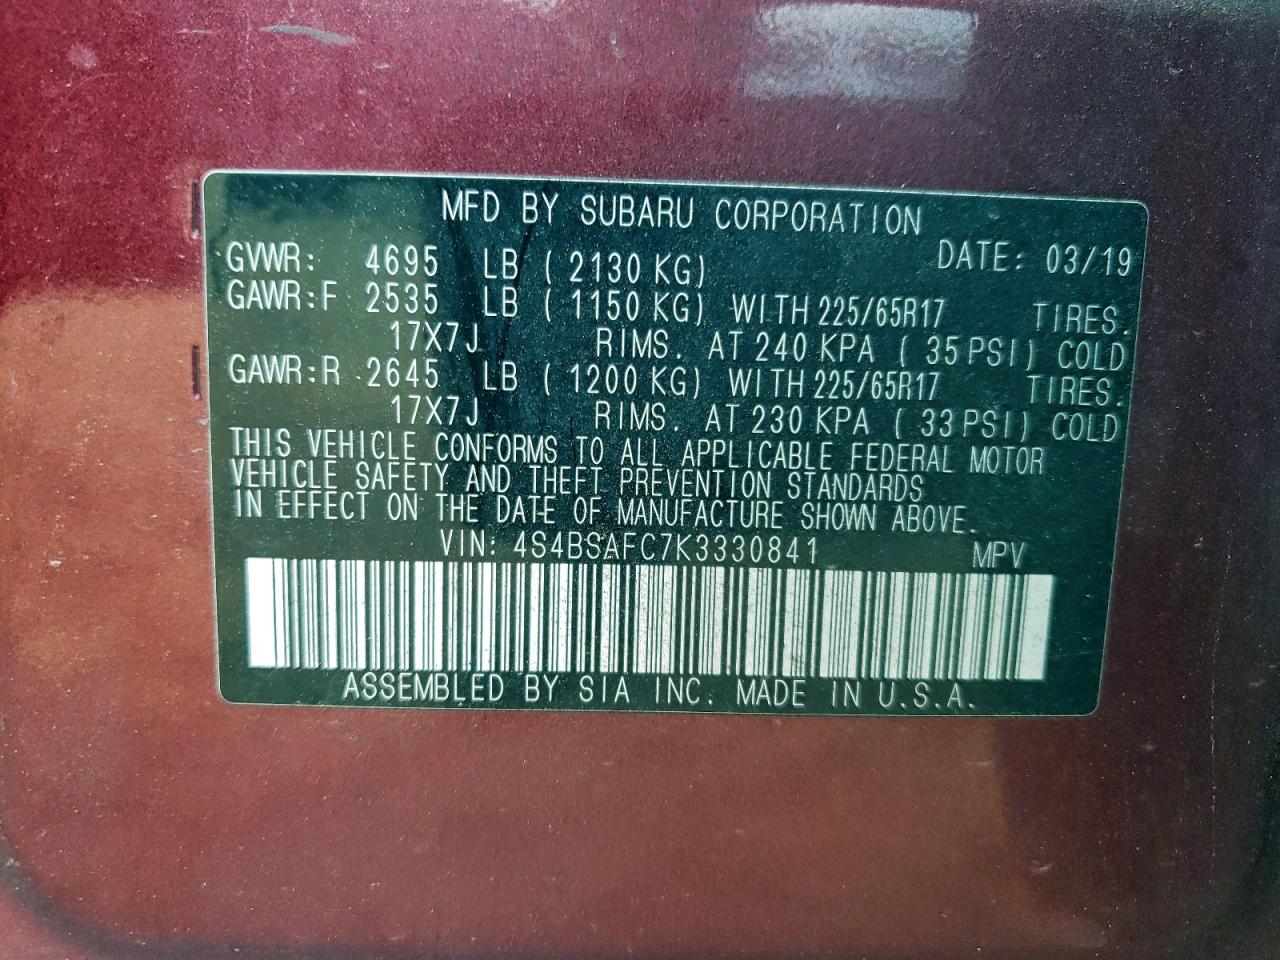 MFD BY SUBARU CORPORATION
DATE: 03/19
GVWR: 4695 LB ( 2130 KG)
GAWR:F 2535 LB ( 1150 KG) WITH 225/65R17 TIRES.
17X7J RIMS. AT 240 KPA ( 35 PSI) COLD
GAWR:R 2645 LB ( 1200 KG) WITH 225/65R17 TIRES.
17X7J RIMS. AT 230 KPA ( 33 PSI) COLD
THIS VEHICLE CONFORMS TO ALL APPLICABLE FEDERAL MOTOR
VEHICLE SAFETY AND THEFT PREVENTION STANDARDS
IN EFFECT ON THE DATE OF MANUFACTURE SHOWN ABOVE.
VIN: 4S4BSAFC7K3330841 MPV
ASSEMBLED BY SIA INC. MADE IN U.S.A.